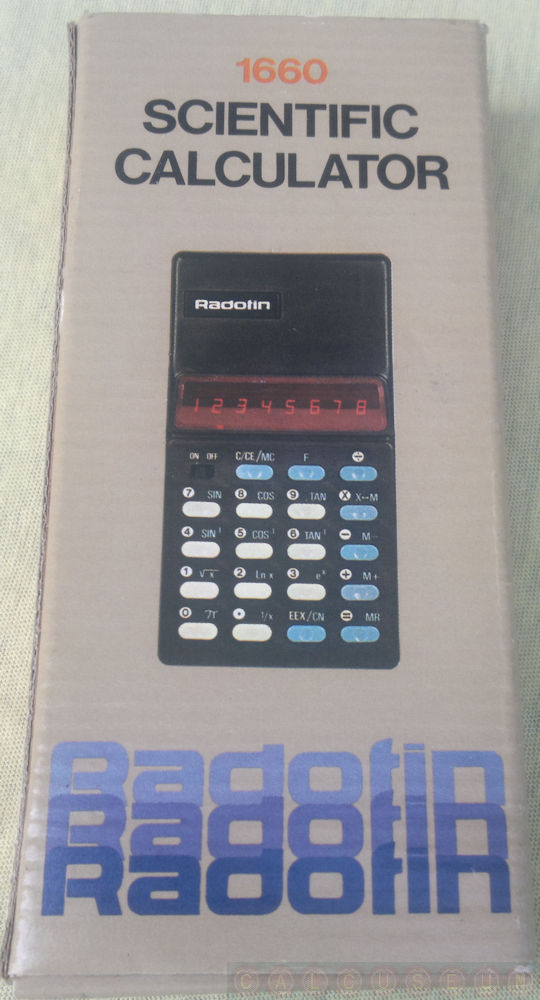 1660
SCIENTIFIC
CALCULATOR
Radofin
12345678
ON OFF C/CE/MC F ÷
7 SIN 8 COS 9 TAN X X↔M
4 SIN⁻¹ 5 COS⁻¹ 6 TAN⁻¹ − M−
1 √x 2 Ln x 3 eˣ + M+
0 π • 1/x EEX/CN = MR
Radofin
Radofin
Radofin
CALCUSEUM